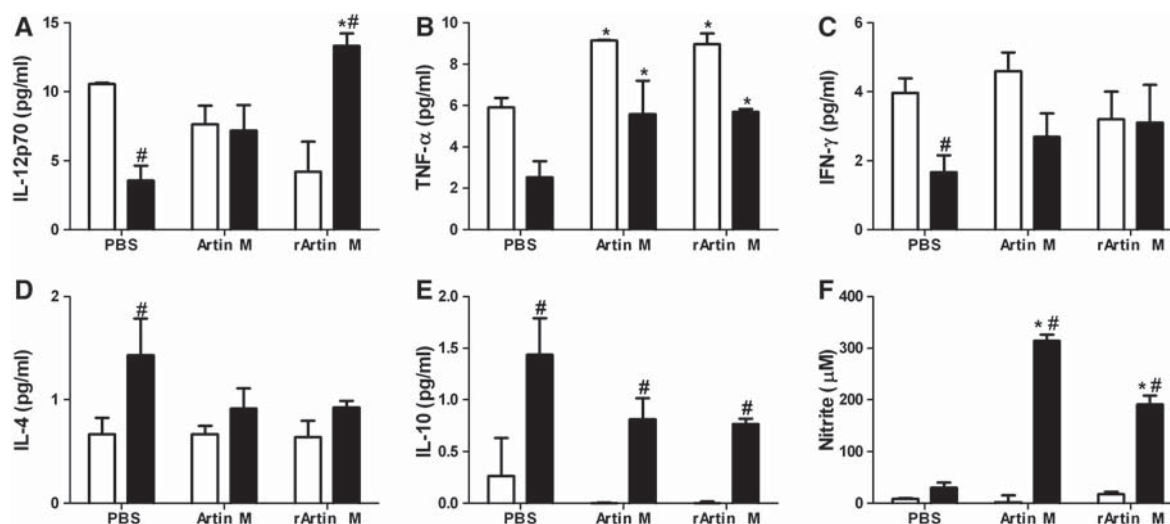 A
IL-12p70 (pg/ml)
15
10
5
0
#
*#
PBS Artin M rArtin M
B
TNF-α (pg/ml)
10
8
6
4
2
0
*
*
*
*
PBS Artin M rArtin M
C
IFN-γ (pg/ml)
6
4
2
0
#
PBS Artin M rArtin M
D
IL-4 (pg/ml)
2
1
0
#
PBS Artin M rArtin M
E
IL-10 (pg/ml)
2.0
1.5
1.0
0.5
0.0
#
#
#
PBS Artin M rArtin M
F
Nitrite ( μM)
400
300
200
100
0
* #
*#
PBS Artin M rArtin M